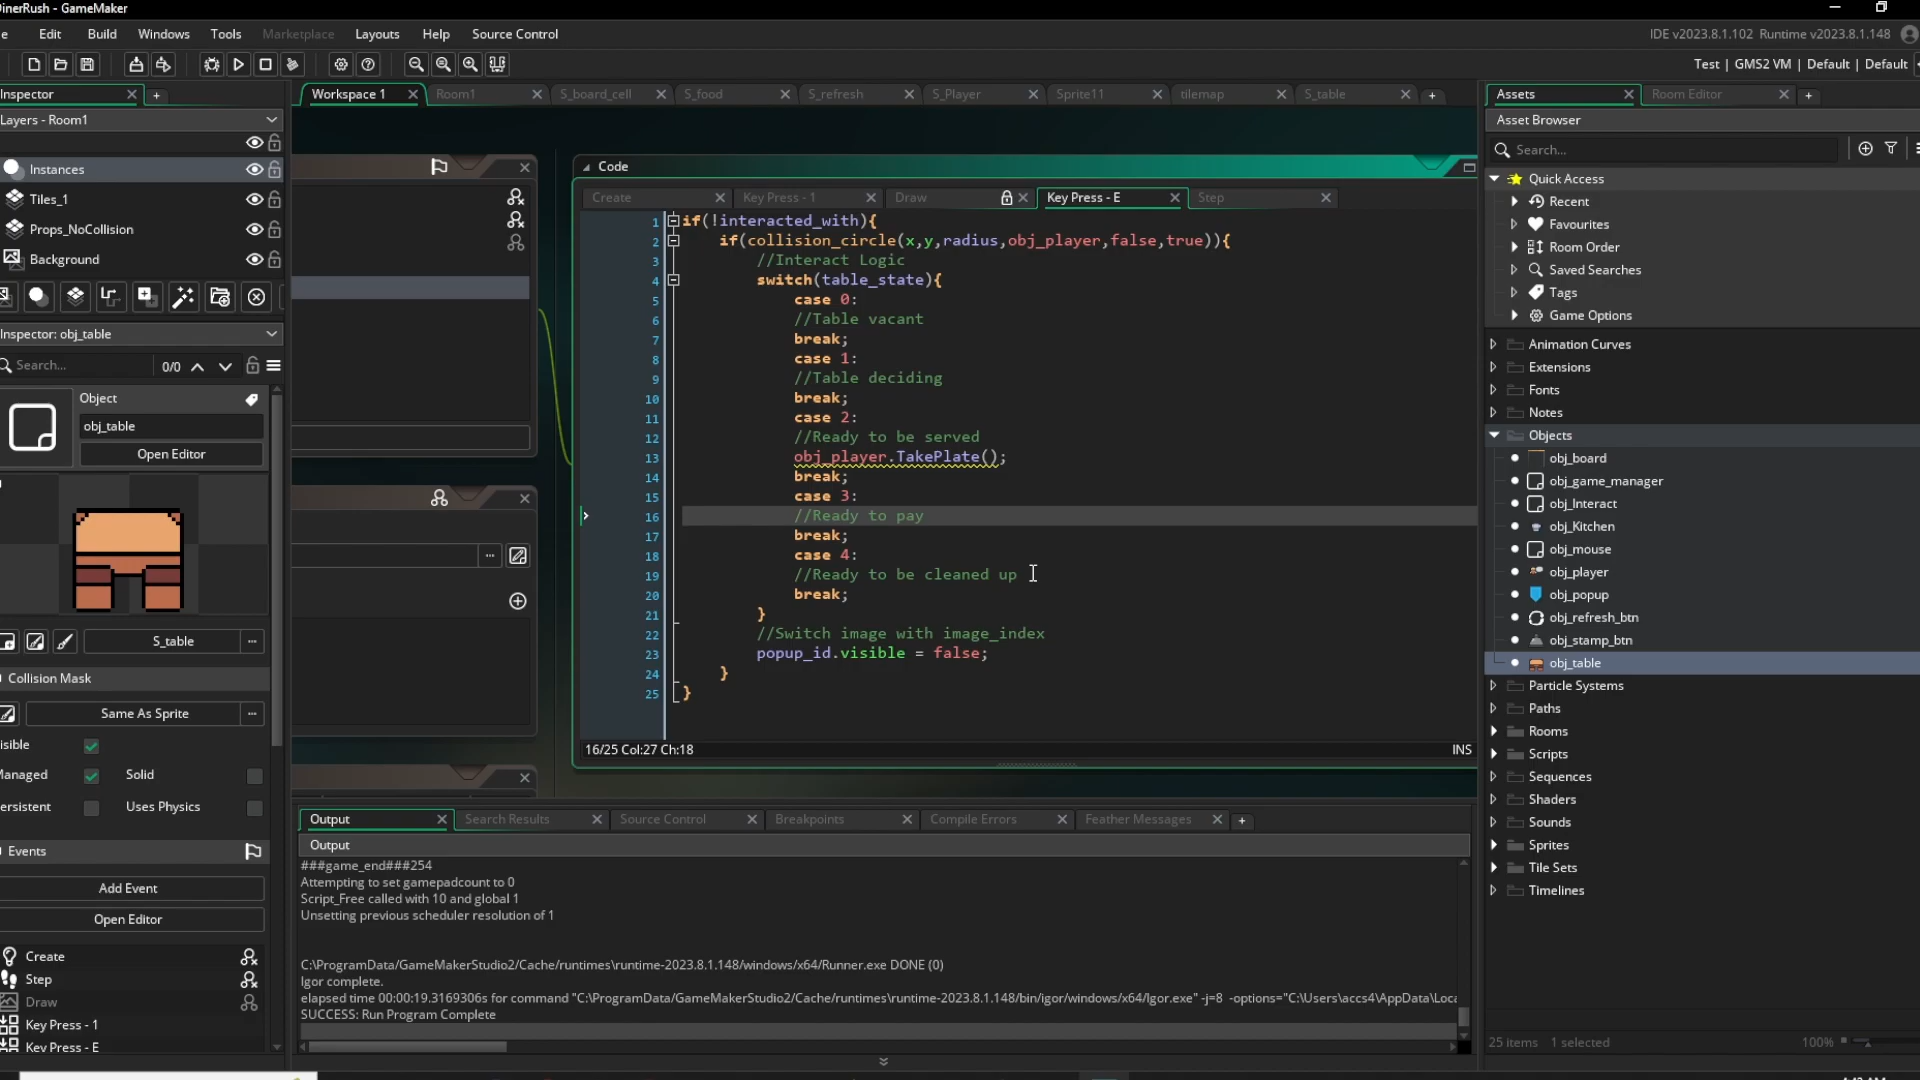 DinerRush - GameMaker
Edit Build Windows Tools Marketplace Layouts Help Source Control
IDE v2023.8.1.102 Runtime v2023.8.1.148
Test | GMS2 VM | Default | Default
Inspector
Layers - Room1
Instances
Tiles_1
Props_NoCollision
Background
Inspector: obj_table
Search...
0/0
Object
obj_table
Open Editor
S_table
Collision Mask
Same As Sprite
isible
Managed
Solid
ersistent
Uses Physics
Events
Add Event
Open Editor
Create
Step
Draw
Key Press - 1
Key Press - E
Workspace 1 Room1 S_board_cell S_food S_refresh S_Player Sprite11 tilemap S_table
Code
Create Key Press - 1 Draw Key Press - E Step
1 if(!interacted_with){
2 if(collision_circle(x,y,radius,obj_player,false,true)){
3 //Interact Logic
4 switch(table_state){
5 case 0:
6 //Table vacant
7 break;
8 case 1:
9 //Table deciding
10 break;
11 case 2:
12 //Ready to be served
13 obj_player.TakePlate();
14 break;
15 case 3:
16 //Ready to pay
17 break;
18 case 4:
19 //Ready to be cleaned up
20 break;
21 }
22 //Switch image with image_index
23 popup_id.visible = false;
24 }
25 }
16/25 Col:27 Ch:18
INS
Output Search Results Source Control Breakpoints Compile Errors Feather Messages
Output
###game_end###254
Attempting to set gamepadcount to 0
Script_Free called with 10 and global 1
Unsetting previous scheduler resolution of 1
C:\ProgramData/GameMakerStudio2/Cache/runtimes\runtime-2023.8.1.148/windows/x64/Runner.exe DONE (0)
Igor complete.
elapsed time 00:00:19.3169306s for command "C:\ProgramData/GameMakerStudio2/Cache/runtimes\runtime-2023.8.1.148/bin/igor/windows/x64/Igor.exe" -j=8 -options="C:\Users\accs4\AppData\Loca
SUCCESS: Run Program Complete
Assets
Room Editor
Asset Browser
Search...
Quick Access
Recent
Favourites
Room Order
Saved Searches
Tags
Game Options
Animation Curves
Extensions
Fonts
Notes
Objects
obj_board
obj_game_manager
obj_Interact
obj_Kitchen
obj_mouse
obj_player
obj_popup
obj_refresh_btn
obj_stamp_btn
obj_table
Particle Systems
Paths
Rooms
Scripts
Sequences
Shaders
Sounds
Sprites
Tile Sets
Timelines
25 items 1 selected
100%